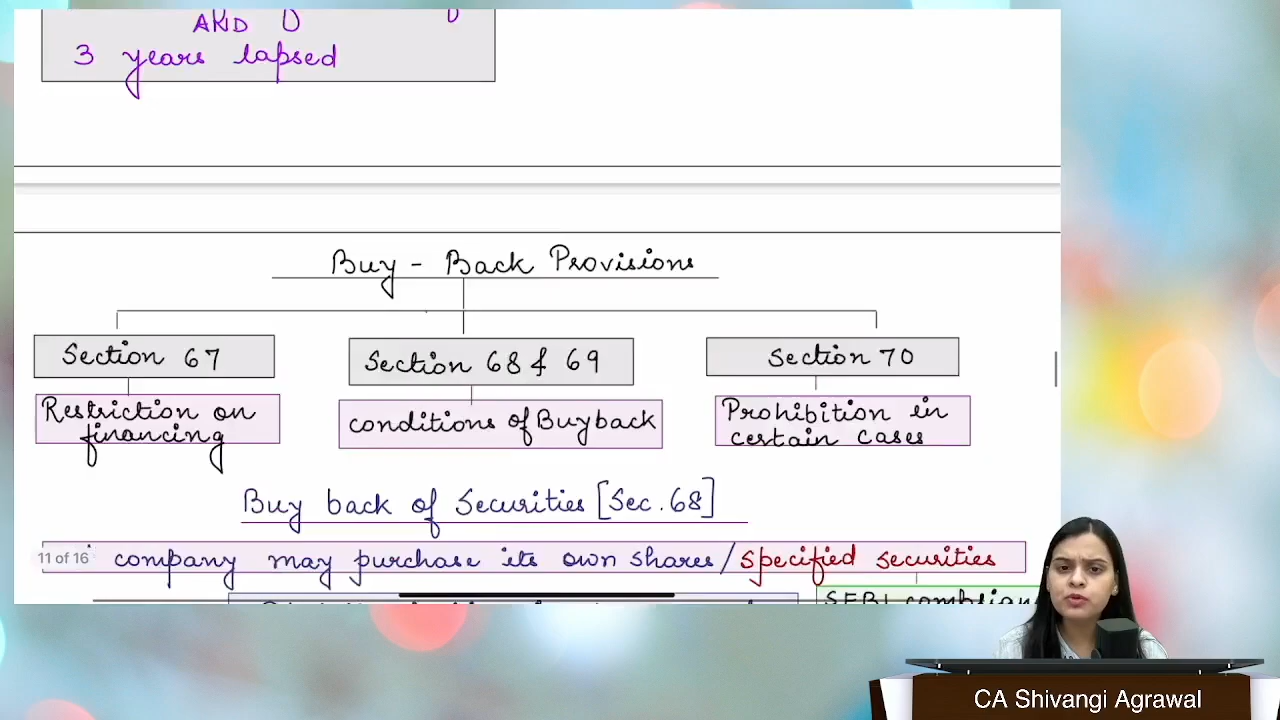 AND
3 years lapsed
Buy - Back Provisions
Section 67
Section 68 & 69
Section 70
Restriction on
financing
conditions of Buyback
Prohibition in
certain cases
Buy back of Securities [Sec. 68]
11 of 16
company may purchase its own shares/specified securities
SEBI
CA Shivangi Agrawal